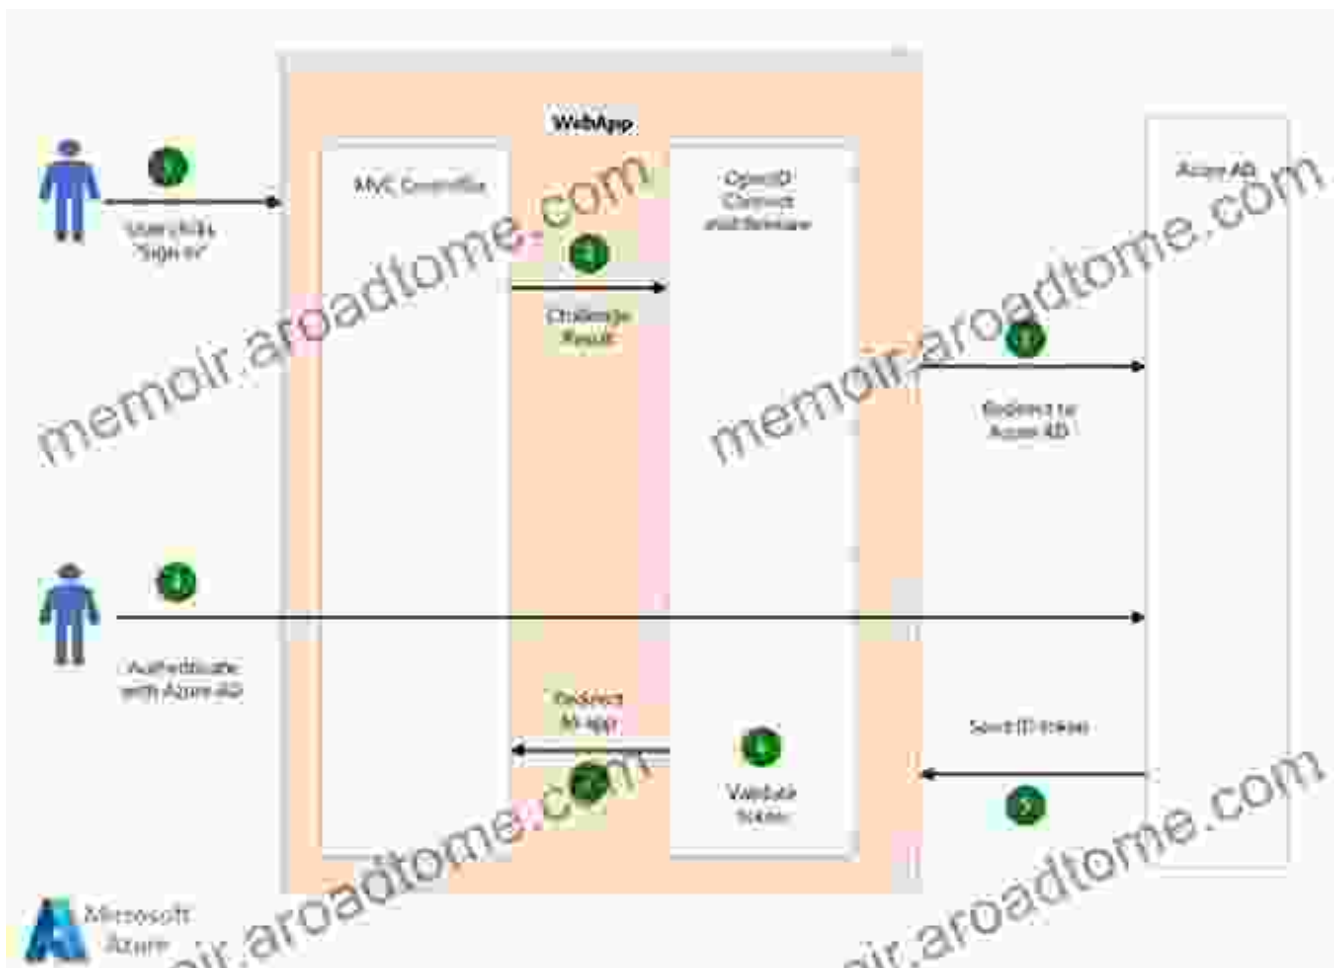 WebApp
MVC Controller
OpenID
Connect
middleware
Azure AD
User clicks
"Sign in"
Challenge
Result
Redirect to
Azure AD
Authenticate
with Azure AD
Redirect
to app
Send ID token
5
Validate
token
Microsoft
Azure
memoir.aroadtome.com
memoir.aroadtome.com
memoir.aroadtome.com
memoir.aroadtome.com